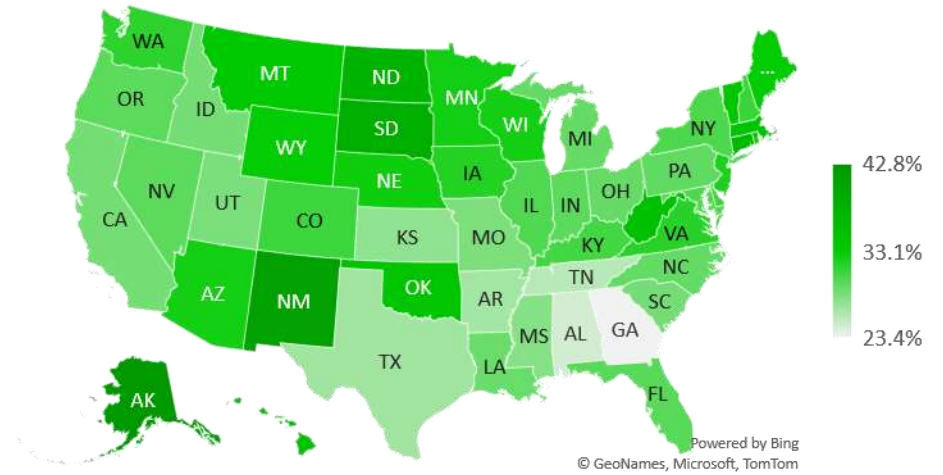 WA
MT
ND
MN
OR
ID
SD
WI
MI
NY
WY
IA
PA
NE
NV
UT
CO
IL
IN
OH
CA
KS
MO
KY
VA
AZ
NM
OK
AR
TN
NC
SC
MS
AL
GA
TX
LA
FL
AK
...
42.8%
33.1%
23.4%
Powered by Bing
© GeoNames, Microsoft, TomTom